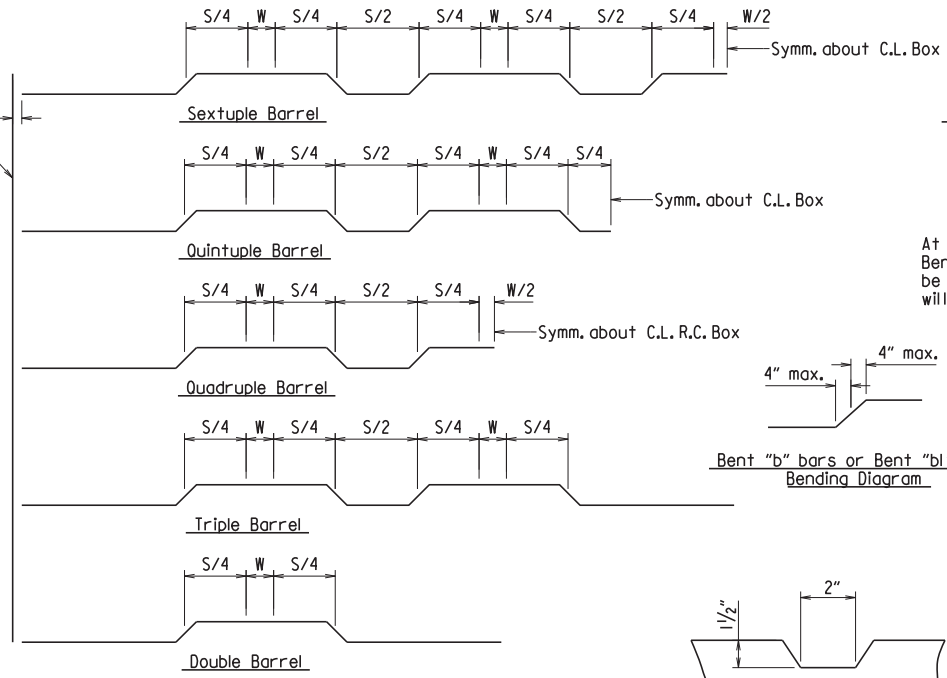 S/4 W S/4 S/2 S/4 W S/4 S/2 S/4 W/2
Symm. about C.L. Box
Sextuple Barrel
S/4 W S/4 S/2 S/4 W S/4 S/4
Symm. about C.L. Box
Quintuple Barrel
At
Ben
be
will
S/4 W S/4 S/2 S/4 W/2
Symm. about C.L. R.C. Box
Quadruple Barrel
4" max.
4" max.
Bent "b" bars or Bent "bl
Bending Diagram
S/4 W S/4 S/2 S/4 W S/4
Triple Barrel
S/4 W S/4
Double Barrel
2"
1 1/2"